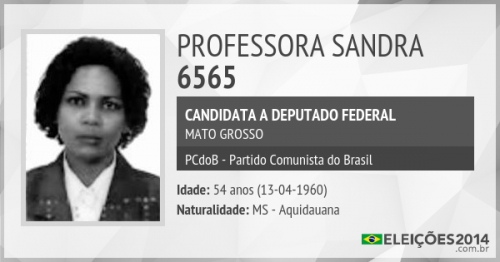 PROFESSORA SANDRA
6565
CANDIDATA A DEPUTADO FEDERAL
MATO GROSSO
PCdoB - Partido Comunista do Brasil
Idade: 54 anos (13-04-1960)
Naturalidade: MS - Aquidauana
ELEIÇÕES2014
.com.br